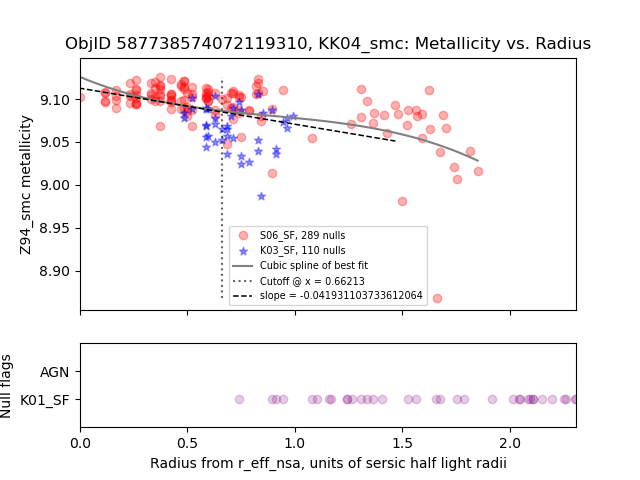 ObjID 587738574072119310, KK04_smc: Metallicity vs. Radius
Z94_smc metallicity
9.10
9.05
9.00
8.95
8.90
S06_SF, 289 nulls
K03_SF, 110 nulls
Cubic spline of best fit
Cutoff @ x = 0.66213
slope = -0.041931103733612064
Null flags
AGN
K01_SF
0.0 0.5 1.0 1.5 2.0
Radius from r_eff_nsa, units of sersic half light radii